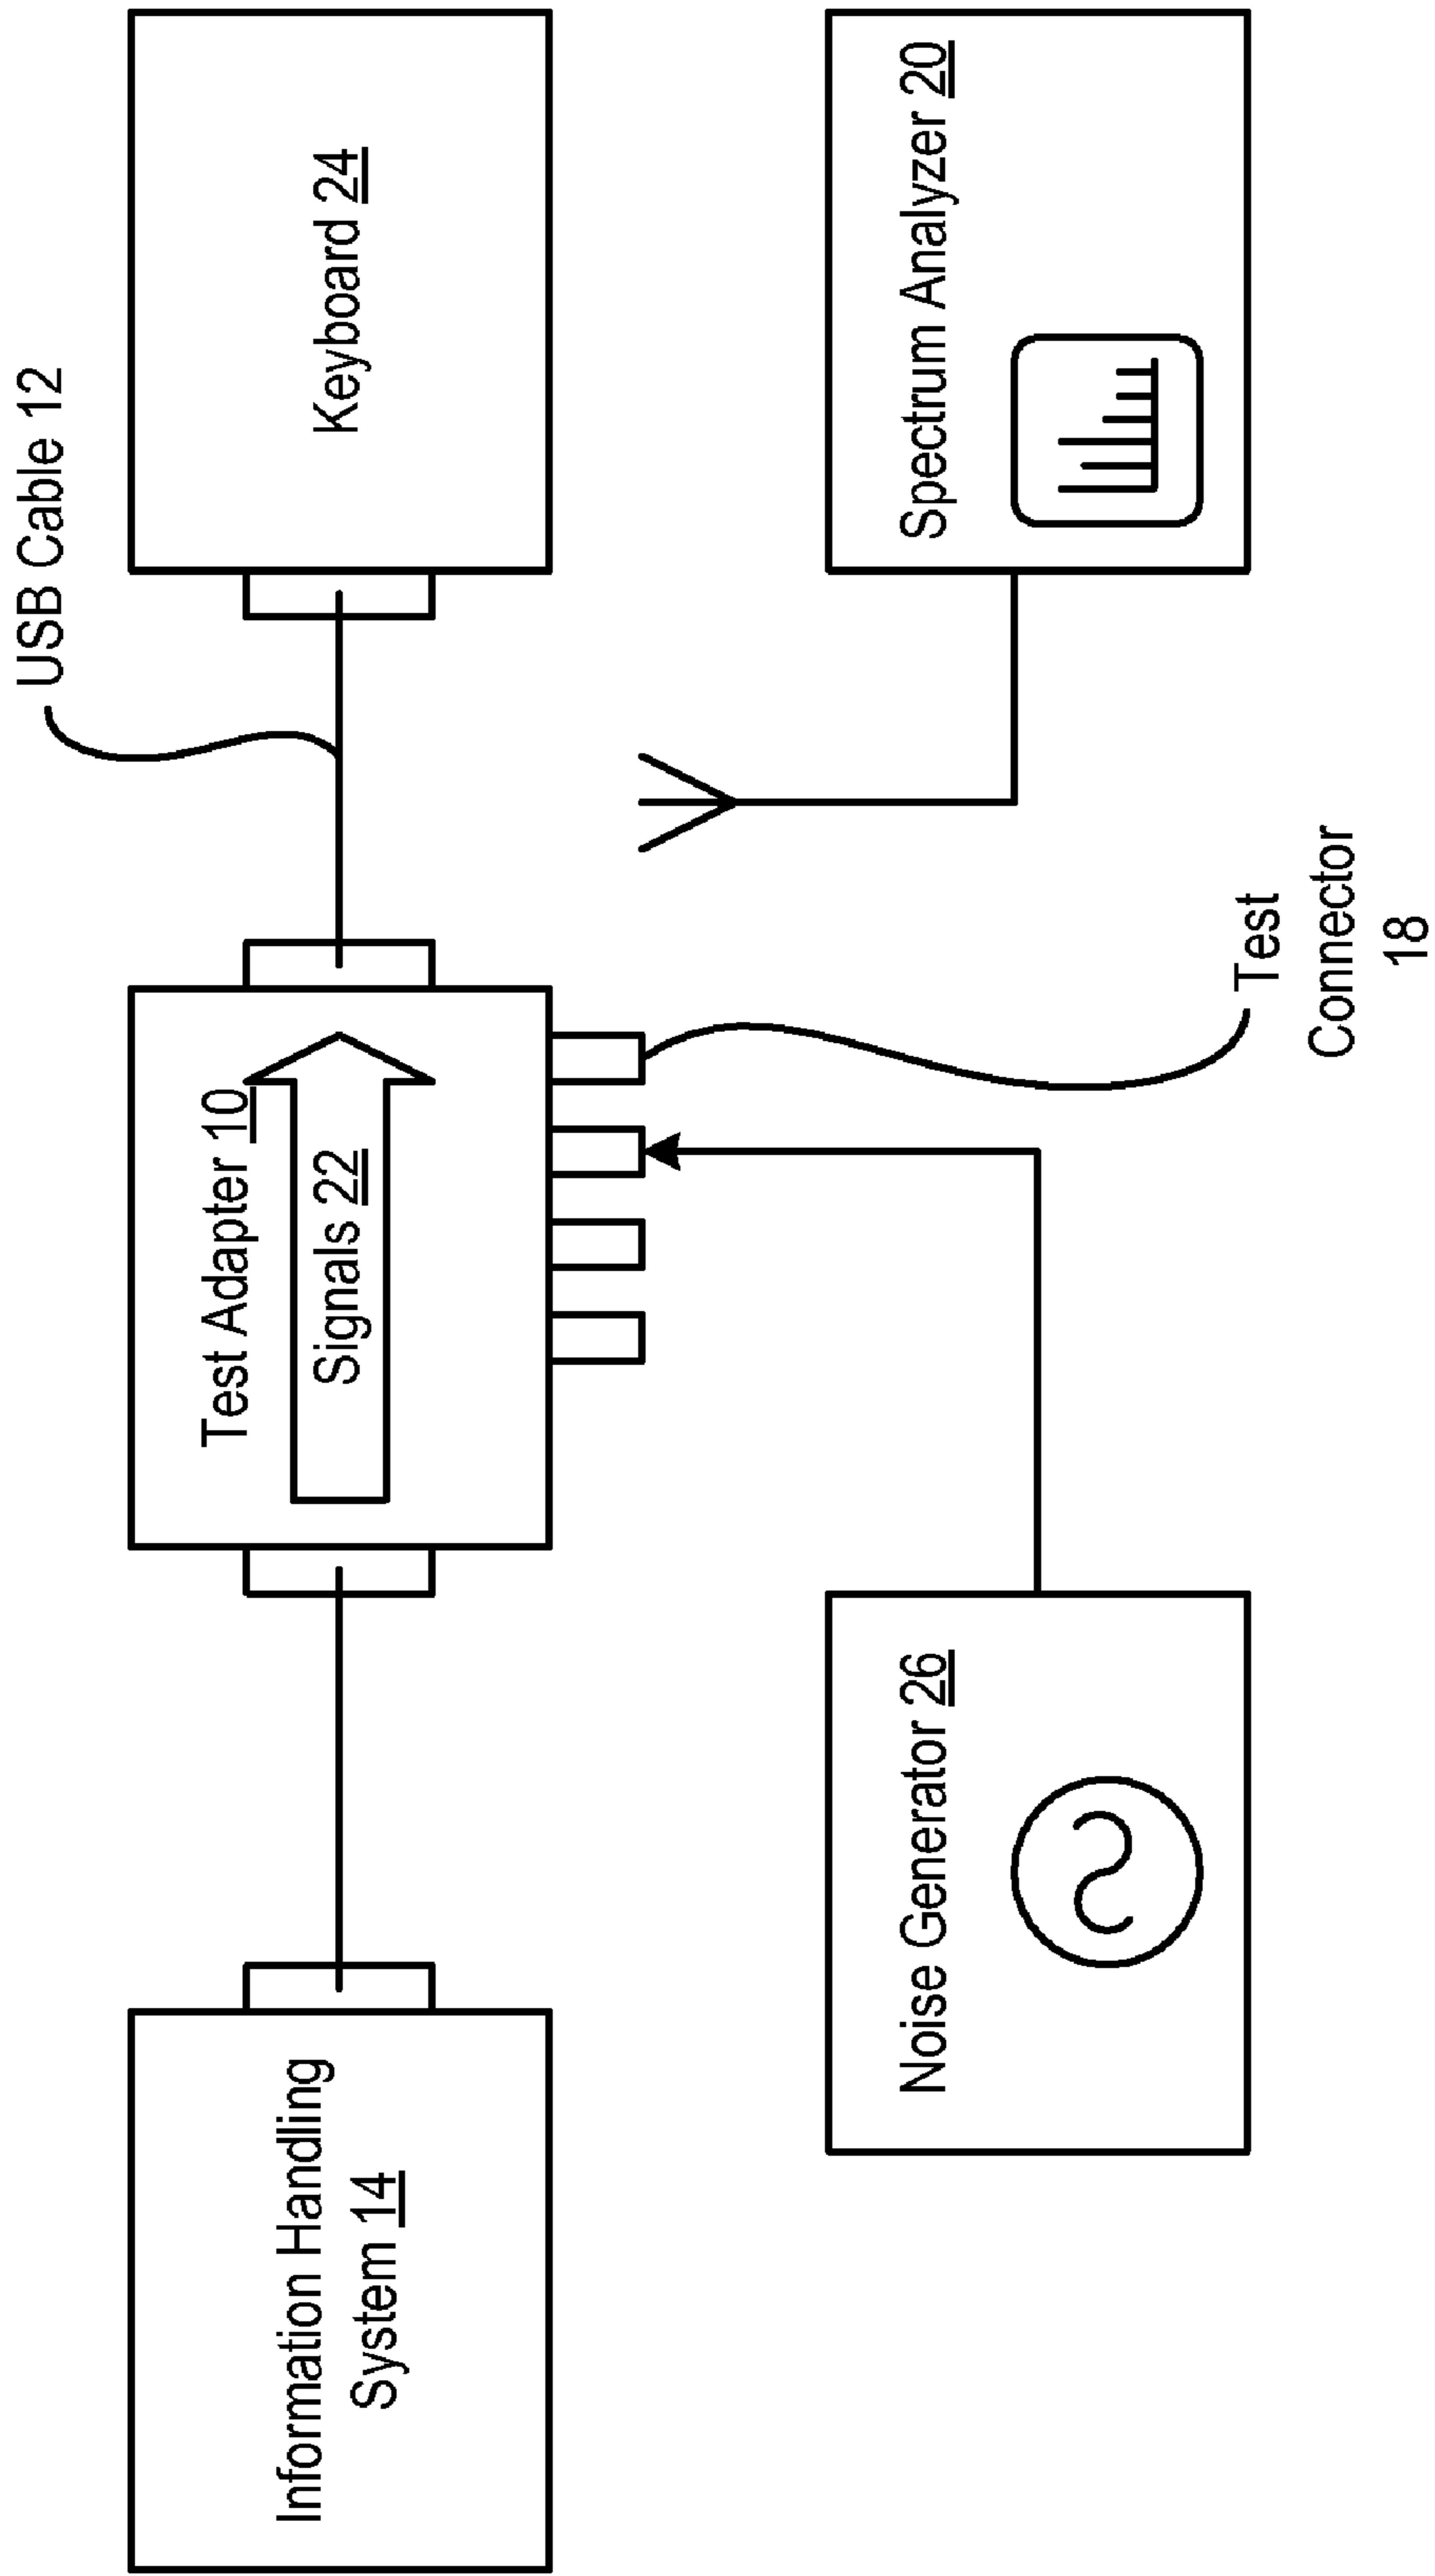 USB Cable 12
Information Handling
System 14
Test Adapter 10
Signals 22
Keyboard 24
Noise Generator 26
Spectrum Analyzer 20
Test
Connector
18